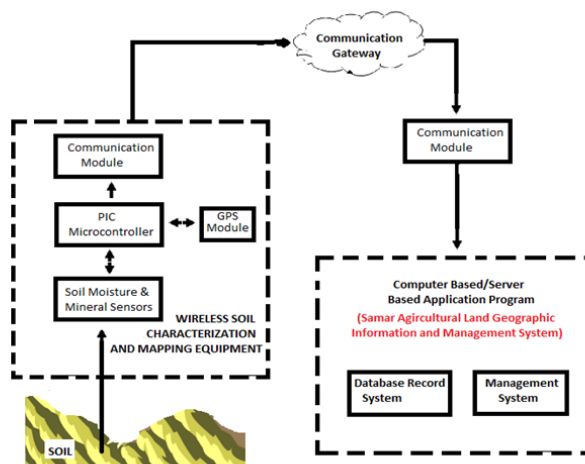 Communication
Gateway
Communication
Module
PIC
Microcontroller
GPS
Module
Soil Moisture &
Mineral Sensors
WIRELESS SOIL
CHARACTERIZATION
AND MAPPING EQUIPMENT
SOIL
Communication
Module
Computer Based/Server
Based Application Program
(Samar Agircultural Land Geographic
Information and Management System)
Database Record
System
Management
System